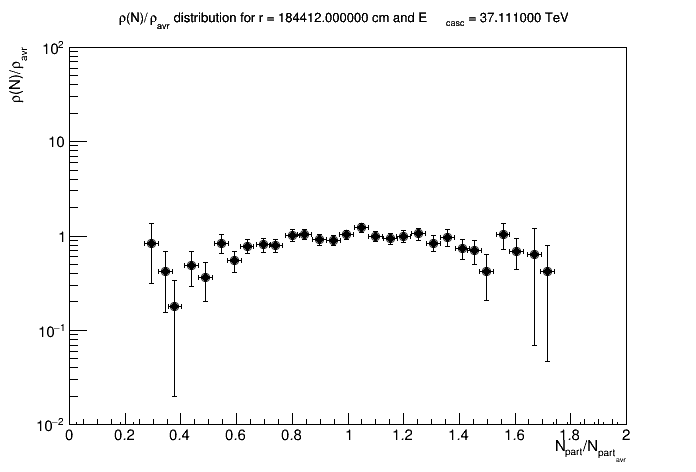 ρ(N)/ρavr distribution for r = 184412.000000 cm and E casc = 37.111000 TeV
ρ(N)/ρavr
10²
10
1
10⁻¹
10⁻²
0 0.2 0.4 0.6 0.8 1 1.2 1.4 1.6 1.8 2
Npart/Npartavr